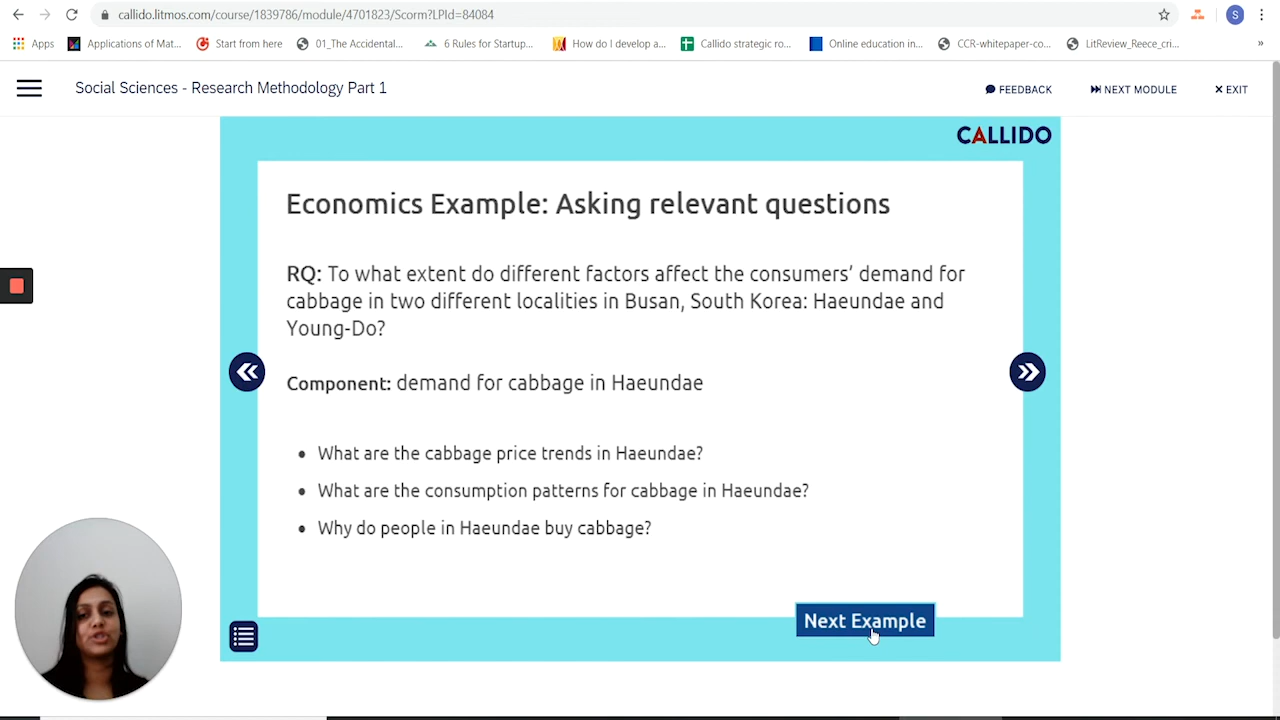 callido.litmos.com/course/1839786/module/4701823/Scorm?LPId=84084
S
Apps
Applications of Mat...
Start from here
01_The Accidental...
6 Rules for Startup...
How do I develop a...
Callido strategic ro...
Online education in...
CCR-whitepaper-co...
LitReview_Reece_cri...
»
Social Sciences - Research Methodology Part 1
FEEDBACK
NEXT MODULE
EXIT
CALLIDO
Economics Example: Asking relevant questions
RQ: To what extent do different factors affect the consumers' demand for
cabbage in two different localities in Busan, South Korea: Haeundae and
Young-Do?
Component: demand for cabbage in Haeundae
• What are the cabbage price trends in Haeundae?
• What are the consumption patterns for cabbage in Haeundae?
• Why do people in Haeundae buy cabbage?
Next Example